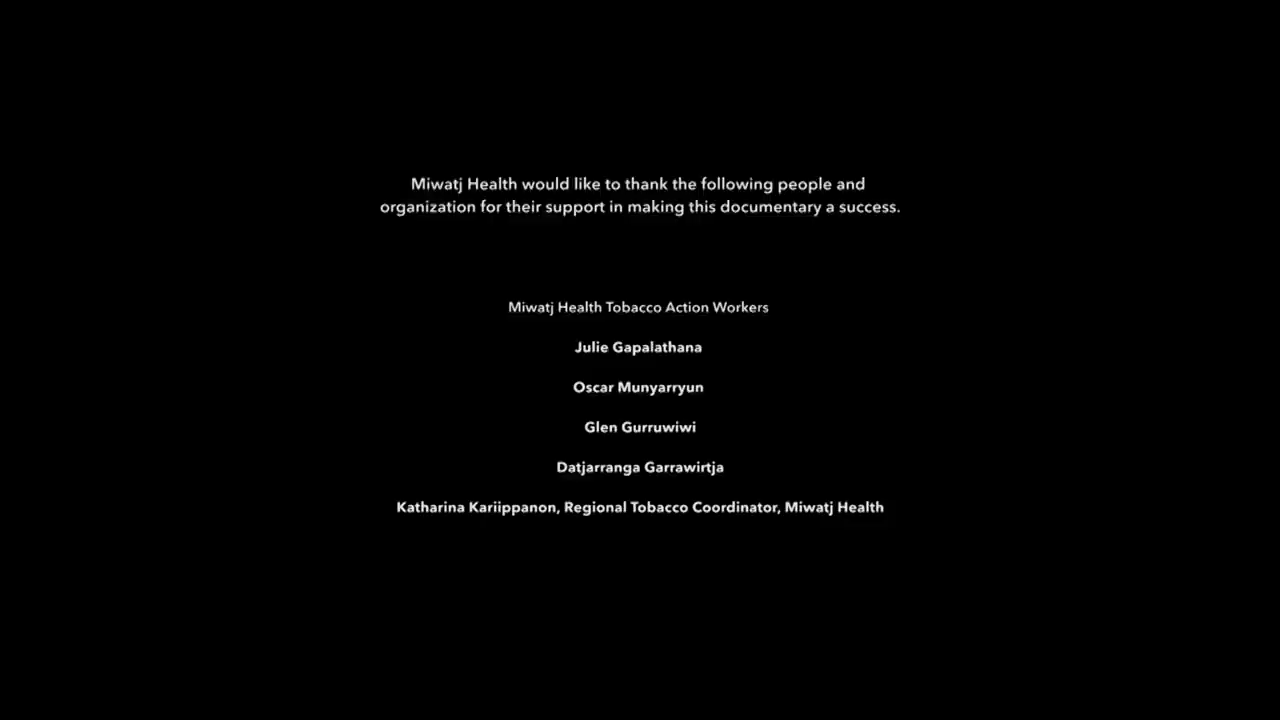 Miwatj Health would like to thank the following people and
organization for their support in making this documentary a success.
Miwatj Health Tobacco Action Workers
Julie Gapalathana
Oscar Munyarryun
Glen Gurruwiwi
Datjarranga Garrawirtja
Katharina Kariippanon, Regional Tobacco Coordinator, Miwatj Health